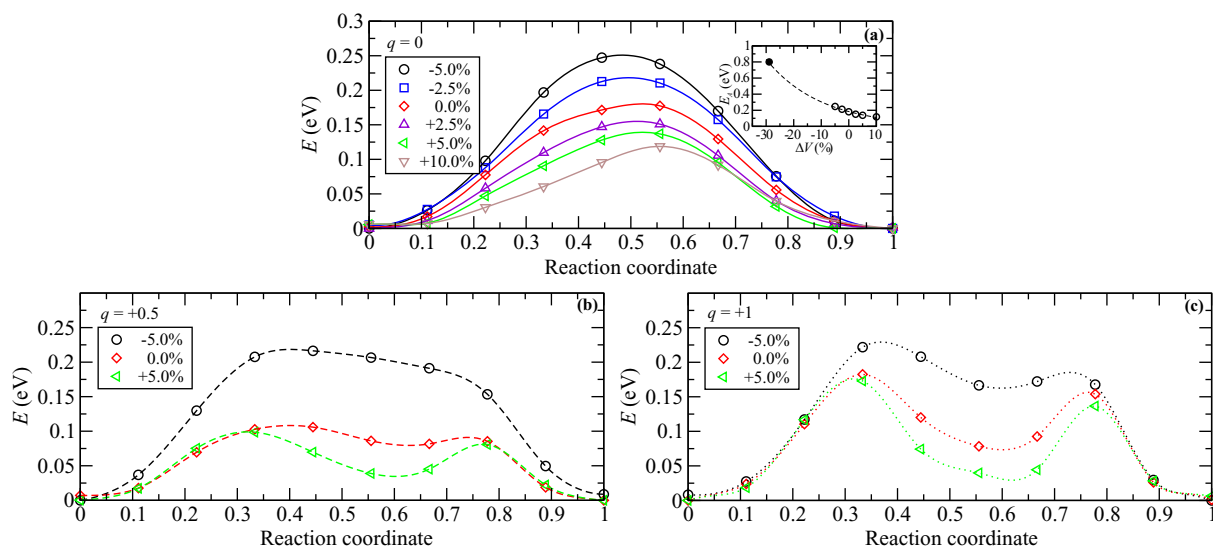 0.3
0.25
0.2
0.15
0.1
0.05
0
E (eV)
q = 0
-5.0%
-2.5%
0.0%
+2.5%
+5.0%
+10.0%
(a)
1
0.8
0.6
0.4
0.2
0
E_A (eV)
-30 -20 -10 0 10
ΔV (%)
0 0.1 0.2 0.3 0.4 0.5 0.6 0.7 0.8 0.9 1
Reaction coordinate
0.25
0.2
0.15
0.1
0.05
0
E (eV)
q = +0.5
-5.0%
0.0%
+5.0%
(b)
0 0.1 0.2 0.3 0.4 0.5 0.6 0.7 0.8 0.9 1
Reaction coordinate
0.25
0.2
0.15
0.1
0.05
0
E (eV)
q = +1
-5.0%
0.0%
+5.0%
(c)
0 0.1 0.2 0.3 0.4 0.5 0.6 0.7 0.8 0.9 1
Reaction coordinate